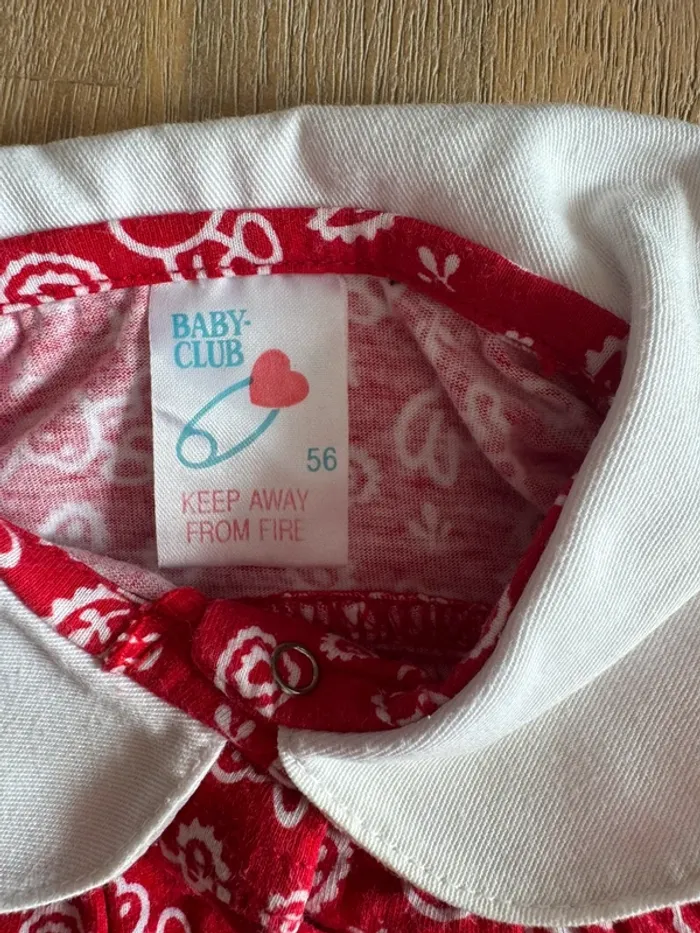 BABY-
CLUB
56
KEEP AWAY
FROM FIRE